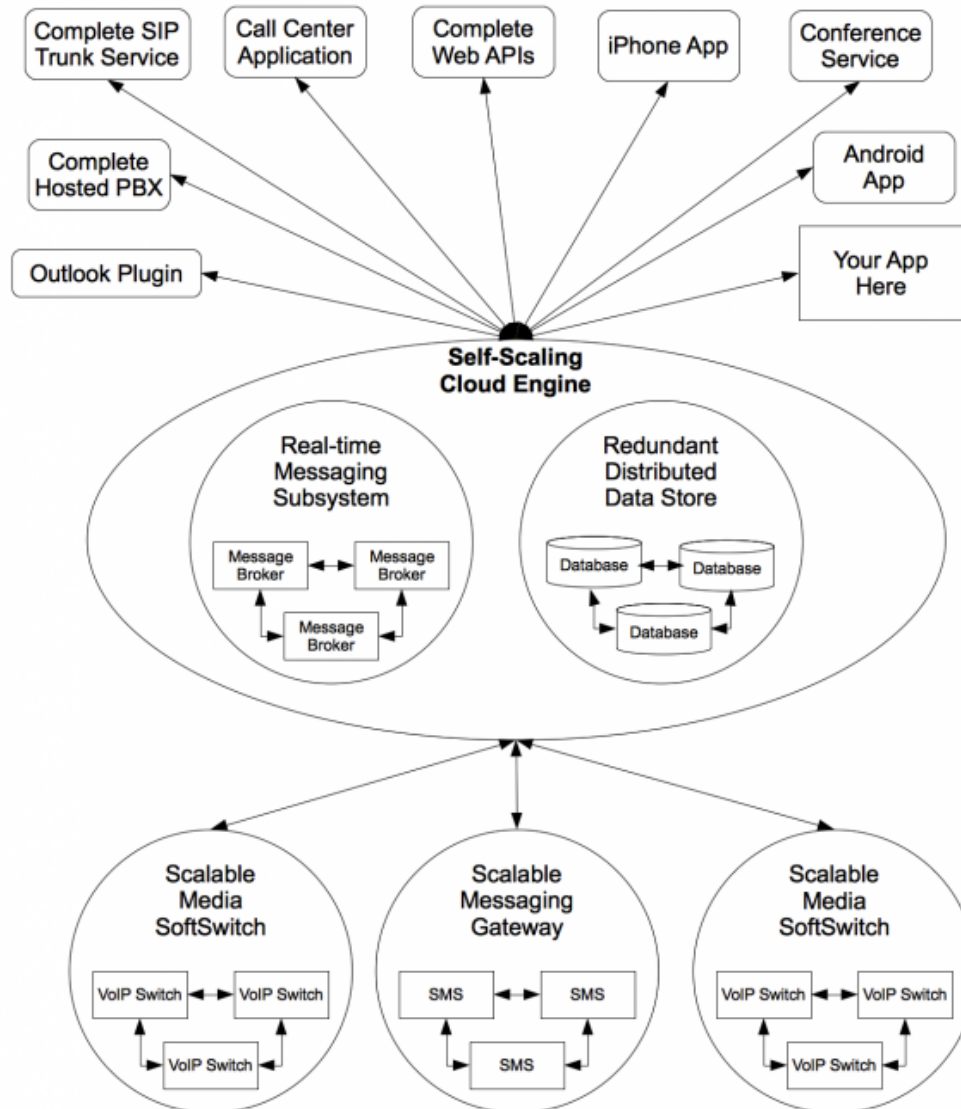 Complete SIP
Trunk Service
Call Center
Application
Complete
Web APIs
iPhone App
Conference
Service
Complete
Hosted PBX
Android
App
Outlook Plugin
Your App
Here
Self-Scaling
Cloud Engine
Real-time
Messaging
Subsystem
Message
Broker
Message
Broker
Message
Broker
Redundant
Distributed
Data Store
Database
Database
Database
Scalable
Media
SoftSwitch
VoIP Switch
VoIP Switch
VoIP Switch
Scalable
Messaging
Gateway
SMS
SMS
SMS
Scalable
Media
SoftSwitch
VoIP Switch
VoIP Switch
VoIP Switch